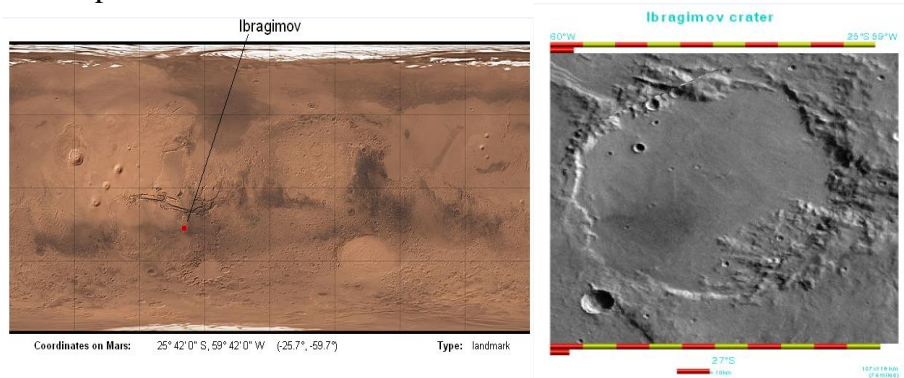 Ibragimov
Coordinates on Mars: 25° 42' 0" S, 59° 42' 0" W (-25.7°, -59.7°) Type: landmark
Ibragimov crater
60°W 25°S 59°W
27°S